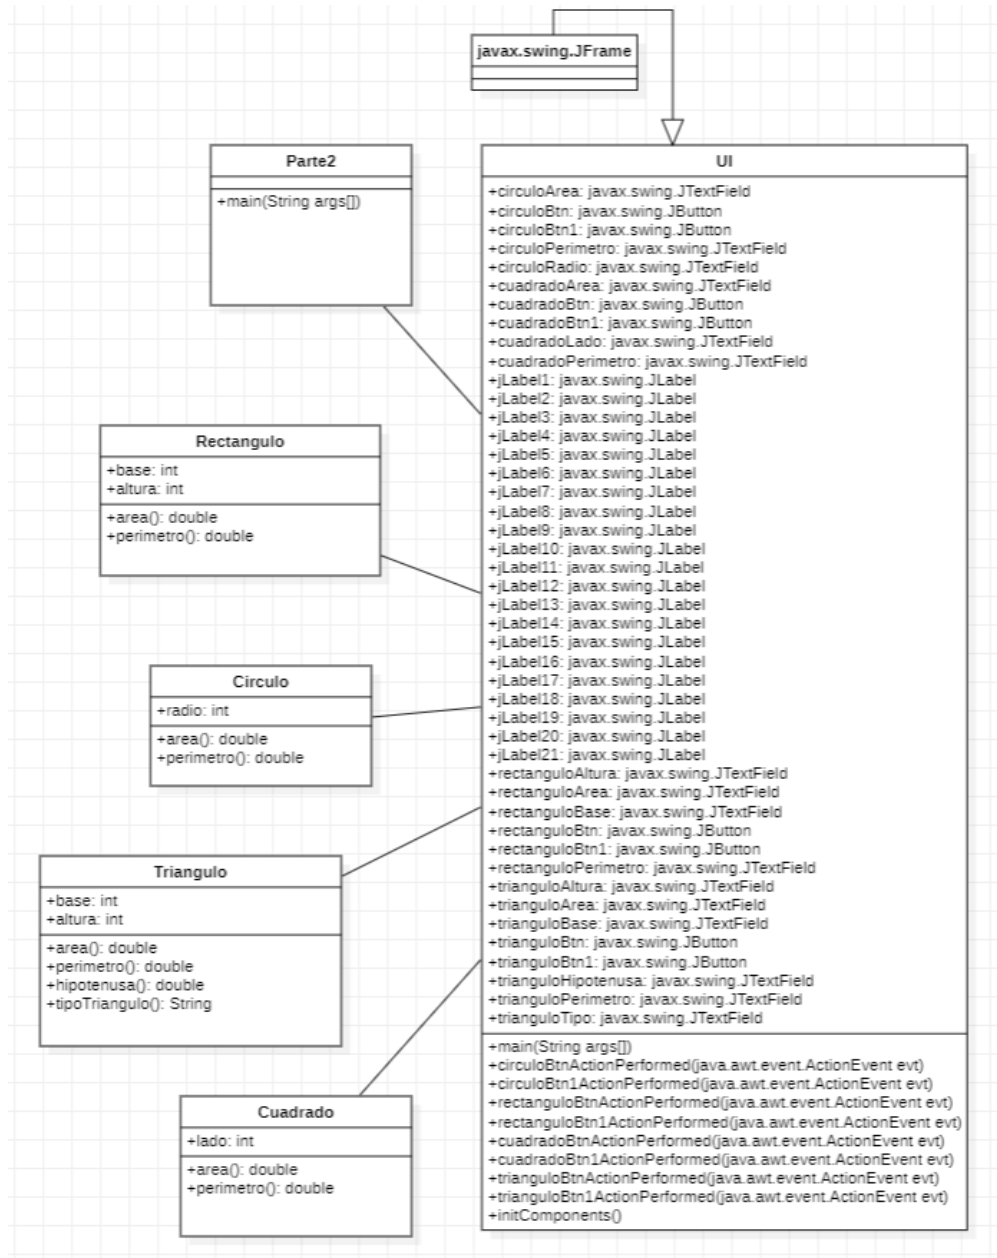 javax.swing.JFrame
Parte2
+main(String args[])
Rectangulo
+base: int
+altura: int
+area(): double
+perimetro(): double
Circulo
+radio: int
+area(): double
+perimetro(): double
Triangulo
+base: int
+altura: int
+area(): double
+perimetro(): double
+hipotenusa(): double
+tipoTriangulo(): String
Cuadrado
+lado: int
+area(): double
+perimetro(): double
UI
+circuloArea: javax.swing.JTextField
+circuloBtn: javax.swing.JButton
+circuloBtn1: javax.swing.JButton
+circuloPerimetro: javax.swing.JTextField
+circuloRadio: javax.swing.JTextField
+cuadradoArea: javax.swing.JTextField
+cuadradoBtn: javax.swing.JButton
+cuadradoBtn1: javax.swing.JButton
+cuadradoLado: javax.swing.JTextField
+cuadradoPerimetro: javax.swing.JTextField
+jLabel1: javax.swing.JLabel
+jLabel2: javax.swing.JLabel
+jLabel3: javax.swing.JLabel
+jLabel4: javax.swing.JLabel
+jLabel5: javax.swing.JLabel
+jLabel6: javax.swing.JLabel
+jLabel7: javax.swing.JLabel
+jLabel8: javax.swing.JLabel
+jLabel9: javax.swing.JLabel
+jLabel10: javax.swing.JLabel
+jLabel11: javax.swing.JLabel
+jLabel12: javax.swing.JLabel
+jLabel13: javax.swing.JLabel
+jLabel14: javax.swing.JLabel
+jLabel15: javax.swing.JLabel
+jLabel16: javax.swing.JLabel
+jLabel17: javax.swing.JLabel
+jLabel18: javax.swing.JLabel
+jLabel19: javax.swing.JLabel
+jLabel20: javax.swing.JLabel
+jLabel21: javax.swing.JLabel
+rectanguloAltura: javax.swing.JTextField
+rectanguloArea: javax.swing.JTextField
+rectanguloBase: javax.swing.JTextField
+rectanguloBtn: javax.swing.JButton
+rectanguloBtn1: javax.swing.JButton
+rectanguloPerimetro: javax.swing.JTextField
+trianguloAltura: javax.swing.JTextField
+trianguloArea: javax.swing.JTextField
+trianguloBase: javax.swing.JTextField
+trianguloBtn: javax.swing.JButton
+trianguloBtn1: javax.swing.JButton
+trianguloHipotenusa: javax.swing.JTextField
+trianguloPerimetro: javax.swing.JTextField
+trianguloTipo: javax.swing.JTextField
+main(String args[])
+circuloBtnActionPerformed(java.awt.event.ActionEvent evt)
+circuloBtn1ActionPerformed(java.awt.event.ActionEvent evt)
+rectanguloBtnActionPerformed(java.awt.event.ActionEvent evt)
+rectanguloBtn1ActionPerformed(java.awt.event.ActionEvent evt)
+cuadradoBtnActionPerformed(java.awt.event.ActionEvent evt)
+cuadradoBtn1ActionPerformed(java.awt.event.ActionEvent evt)
+trianguloBtnActionPerformed(java.awt.event.ActionEvent evt)
+trianguloBtn1ActionPerformed(java.awt.event.ActionEvent evt)
+initComponents()